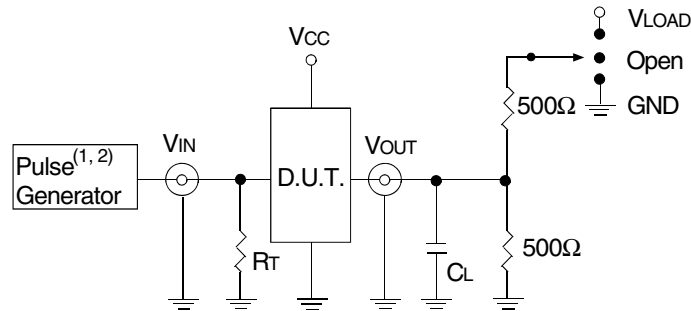 VLOAD
VCC
Open
500Ω
GND
VIN
VOUT
Pulse(1, 2)
Generator
D.U.T.
RT
CL
500Ω